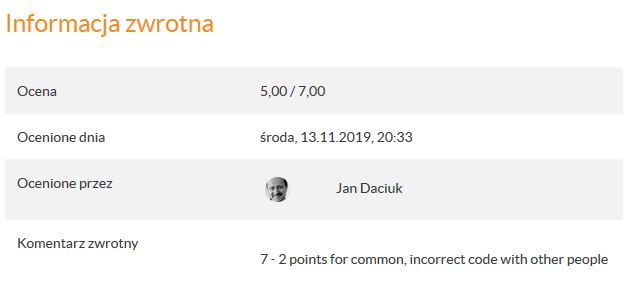 Informacja zwrotna
Ocena 5,00 / 7,00
Ocenione dnia środa, 13.11.2019, 20:33
Ocenione przez Jan Daciuk
Komentarz zwrotny
7 - 2 points for common, incorrect code with other people